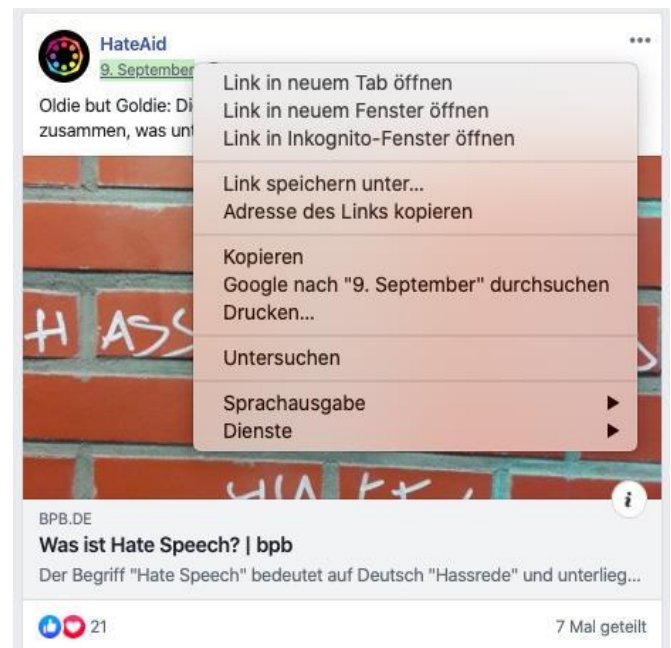 HateAid
9. September
Oldie but Goldie: Di
zusammen, was unt
Link in neuem Tab öffnen
Link in neuem Fenster öffnen
Link in Inkognito-Fenster öffnen
Link speichern unter...
Adresse des Links kopieren
Kopieren
Google nach "9. September" durchsuchen
Drucken...
Untersuchen
Sprachausgabe
Dienste
HASS
BPB.DE
Was ist Hate Speech? | bpb
Der Begriff "Hate Speech" bedeutet auf Deutsch "Hassrede" und unterlieg...
21
7 Mal geteilt